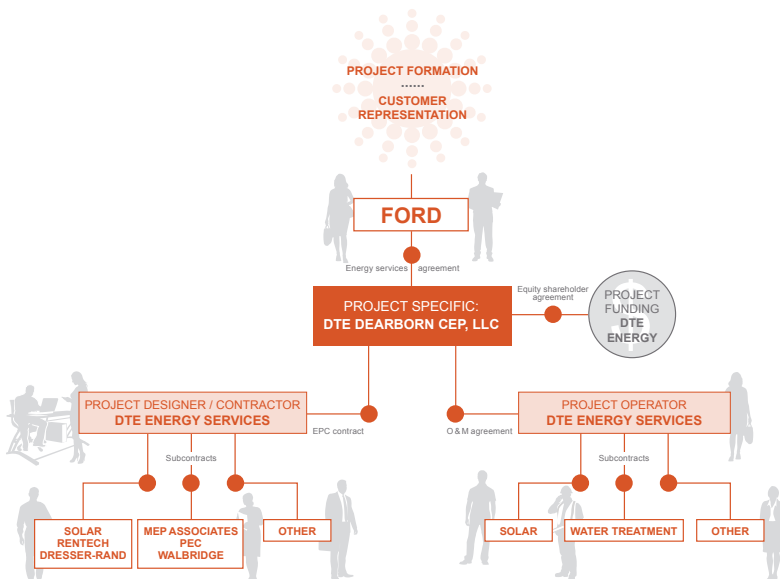 PROJECT FORMATION
CUSTOMER
REPRESENTATION
FORD
Energy services agreement
PROJECT SPECIFIC:
DTE DEARBORN CEP, LLC
Equity shareholder
agreement
PROJECT
FUNDING
DTE
ENERGY
PROJECT DESIGNER / CONTRACTOR
DTE ENERGY SERVICES
EPC contract
O & M agreement
PROJECT OPERATOR
DTE ENERGY SERVICES
Subcontracts
Subcontracts
SOLAR
RENTECH
DRESSER-RAND
MEP ASSOCIATES
PEC
WALBRIDGE
OTHER
SOLAR
WATER TREATMENT
OTHER